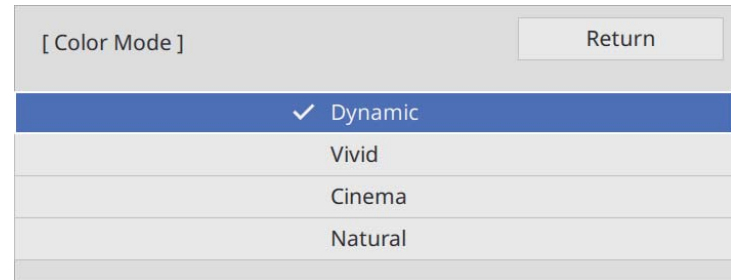 [ Color Mode ]
Return
Dynamic
Vivid
Cinema
Natural